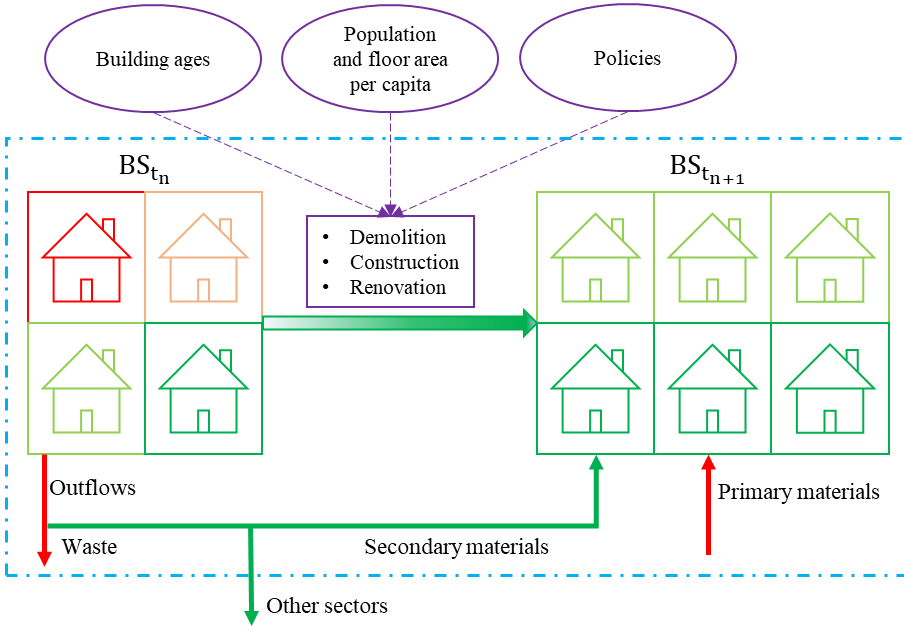 Building ages
Population
and floor area
per capita
Policies
BStn
BStn+1
• Demolition
• Construction
• Renovation
Outflows
Primary materials
Waste
Secondary materials
Other sectors